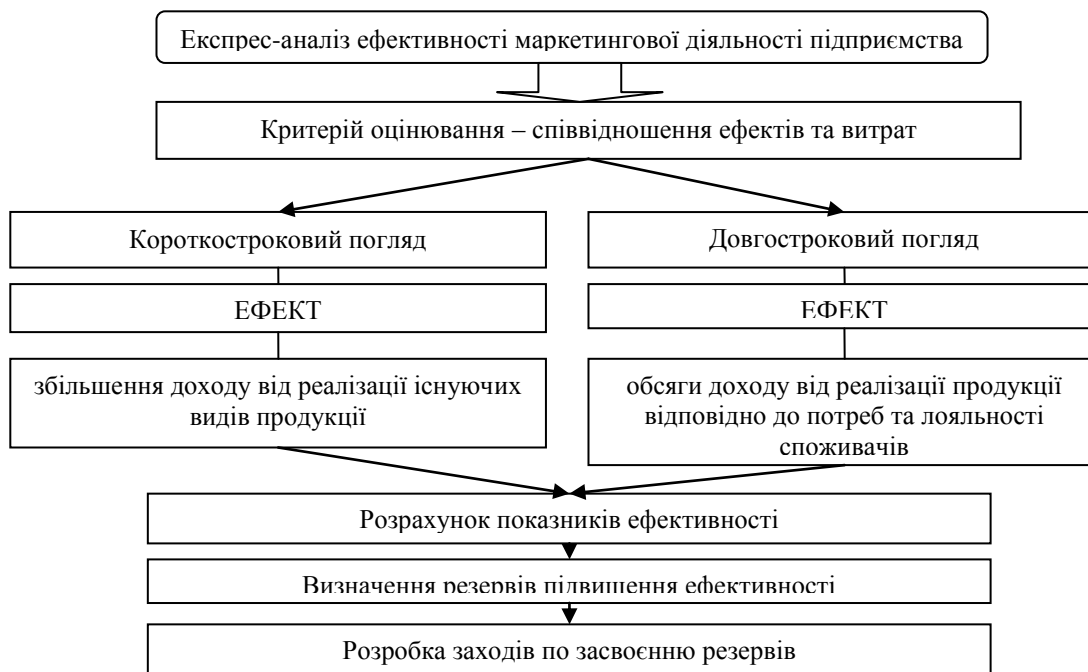 Експрес-аналіз ефективності маркетингової діяльності підприємства
Критерій оцінювання – співвідношення ефектів та витрат
Короткостроковий погляд
Довгостроковий погляд
ЕФЕКТ
ЕФЕКТ
збільшення доходу від реалізації існуючих
видів продукції
обсяги доходу від реалізації продукції
відповідно до потреб та лояльності
споживачів
Розрахунок показників ефективності
Визначення резервів підвищення ефективності
Розробка заходів по засвоєнню резервів